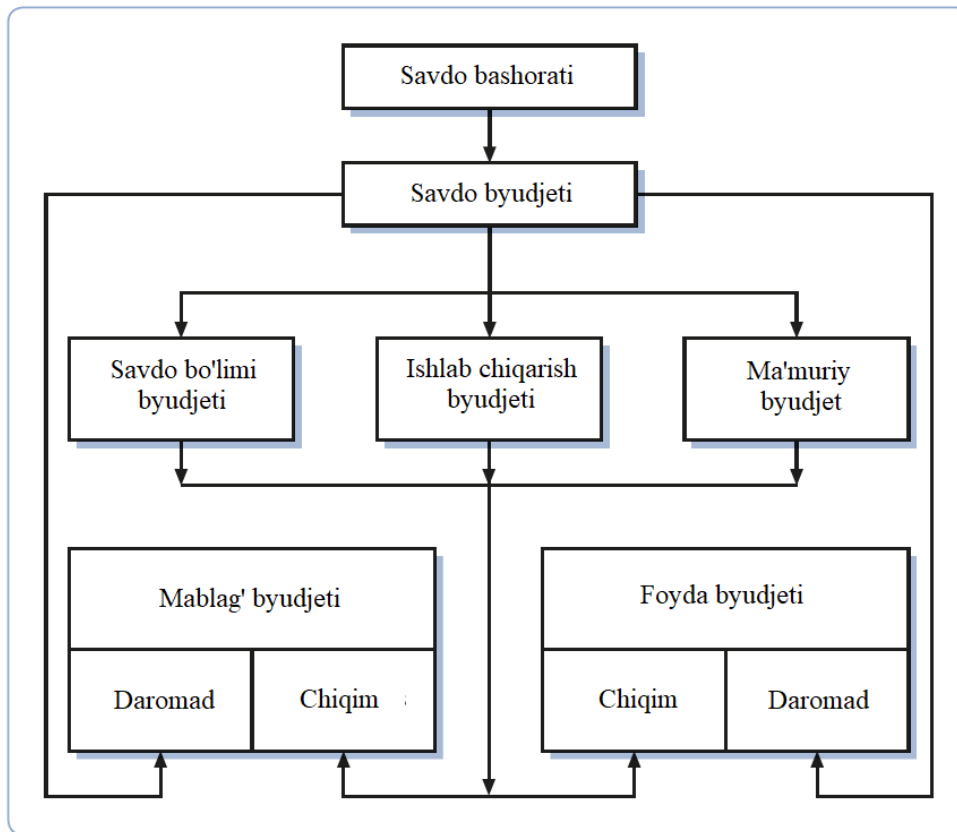 Savdo bashorati
Savdo byudjeti
Savdo bo'limi
byudjeti
Ishlab chiqarish
byudjeti
Ma'muriy
byudjet
Mablag' byudjeti
Daromad
Chiqim
Foyda byudjeti
Chiqim
Daromad